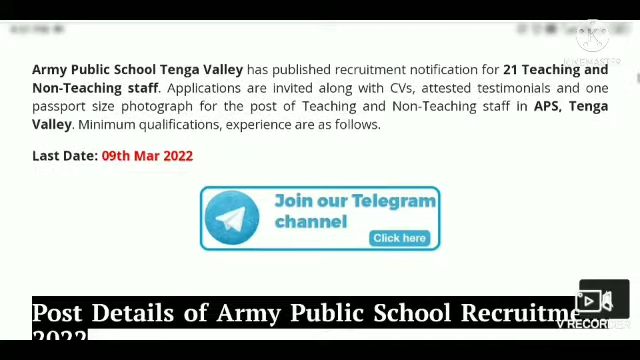 Army Public School Tenga Valley has published recruitment notification for 21 Teaching and
Non-Teaching staff. Applications are invited along with CVs, attested testimonials and one
passport size photograph for the post of Teaching and Non-Teaching staff in APS, Tenga
Valley. Minimum qualifications, experience are as follows.
Last Date: 09th Mar 2022
Join our Telegram
channel
Click here
Post Details of Army Public School Recruitme
2022
V RECORDER